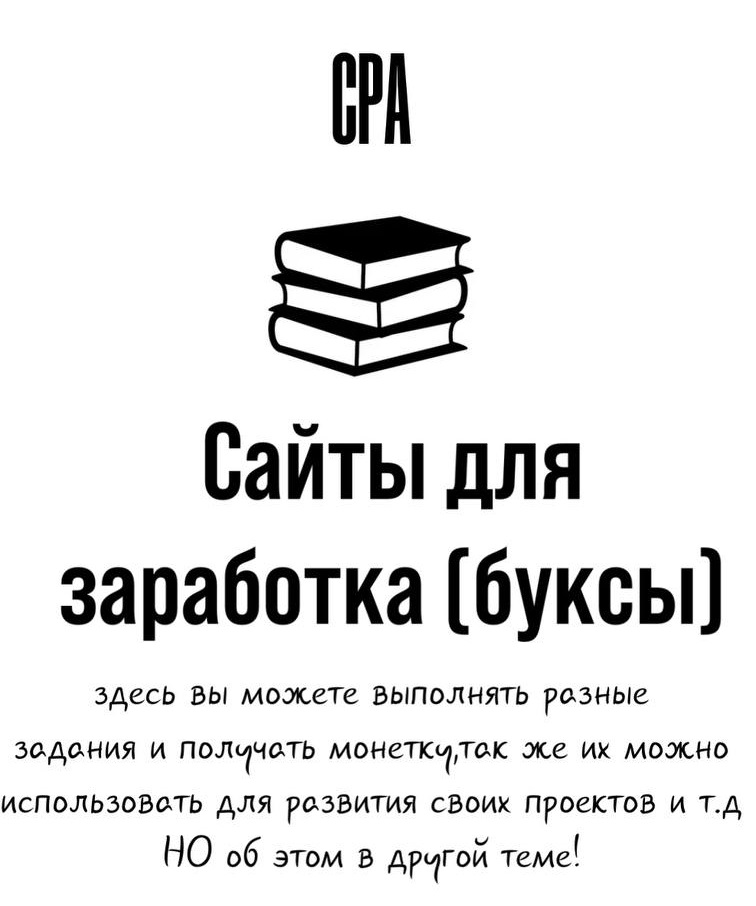 CPA
Сайты для
заработка (буксы)
здесь вы можете выполнять разные
задания и получать монетку,так же их можно
использовать для развития своих проектов и т.д
НО об этом в другой теме!